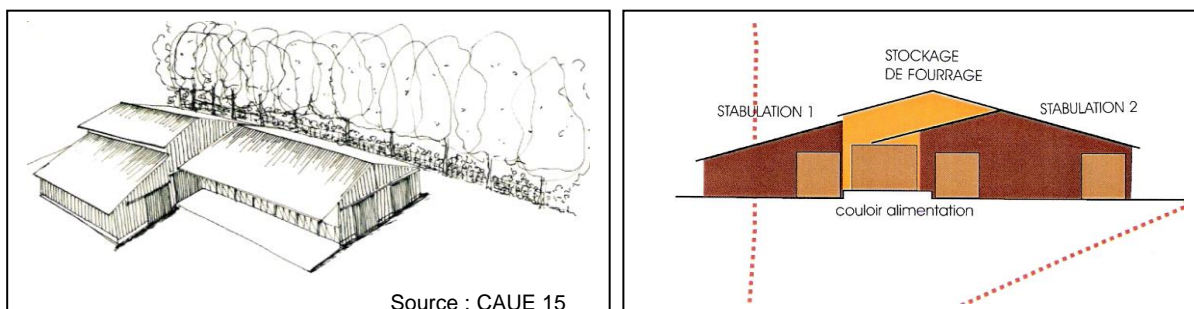 Source : CAUE 15
STOCKAGE
DE FOURRAGE
STABULATION 1
STABULATION 2
couloir alimentation